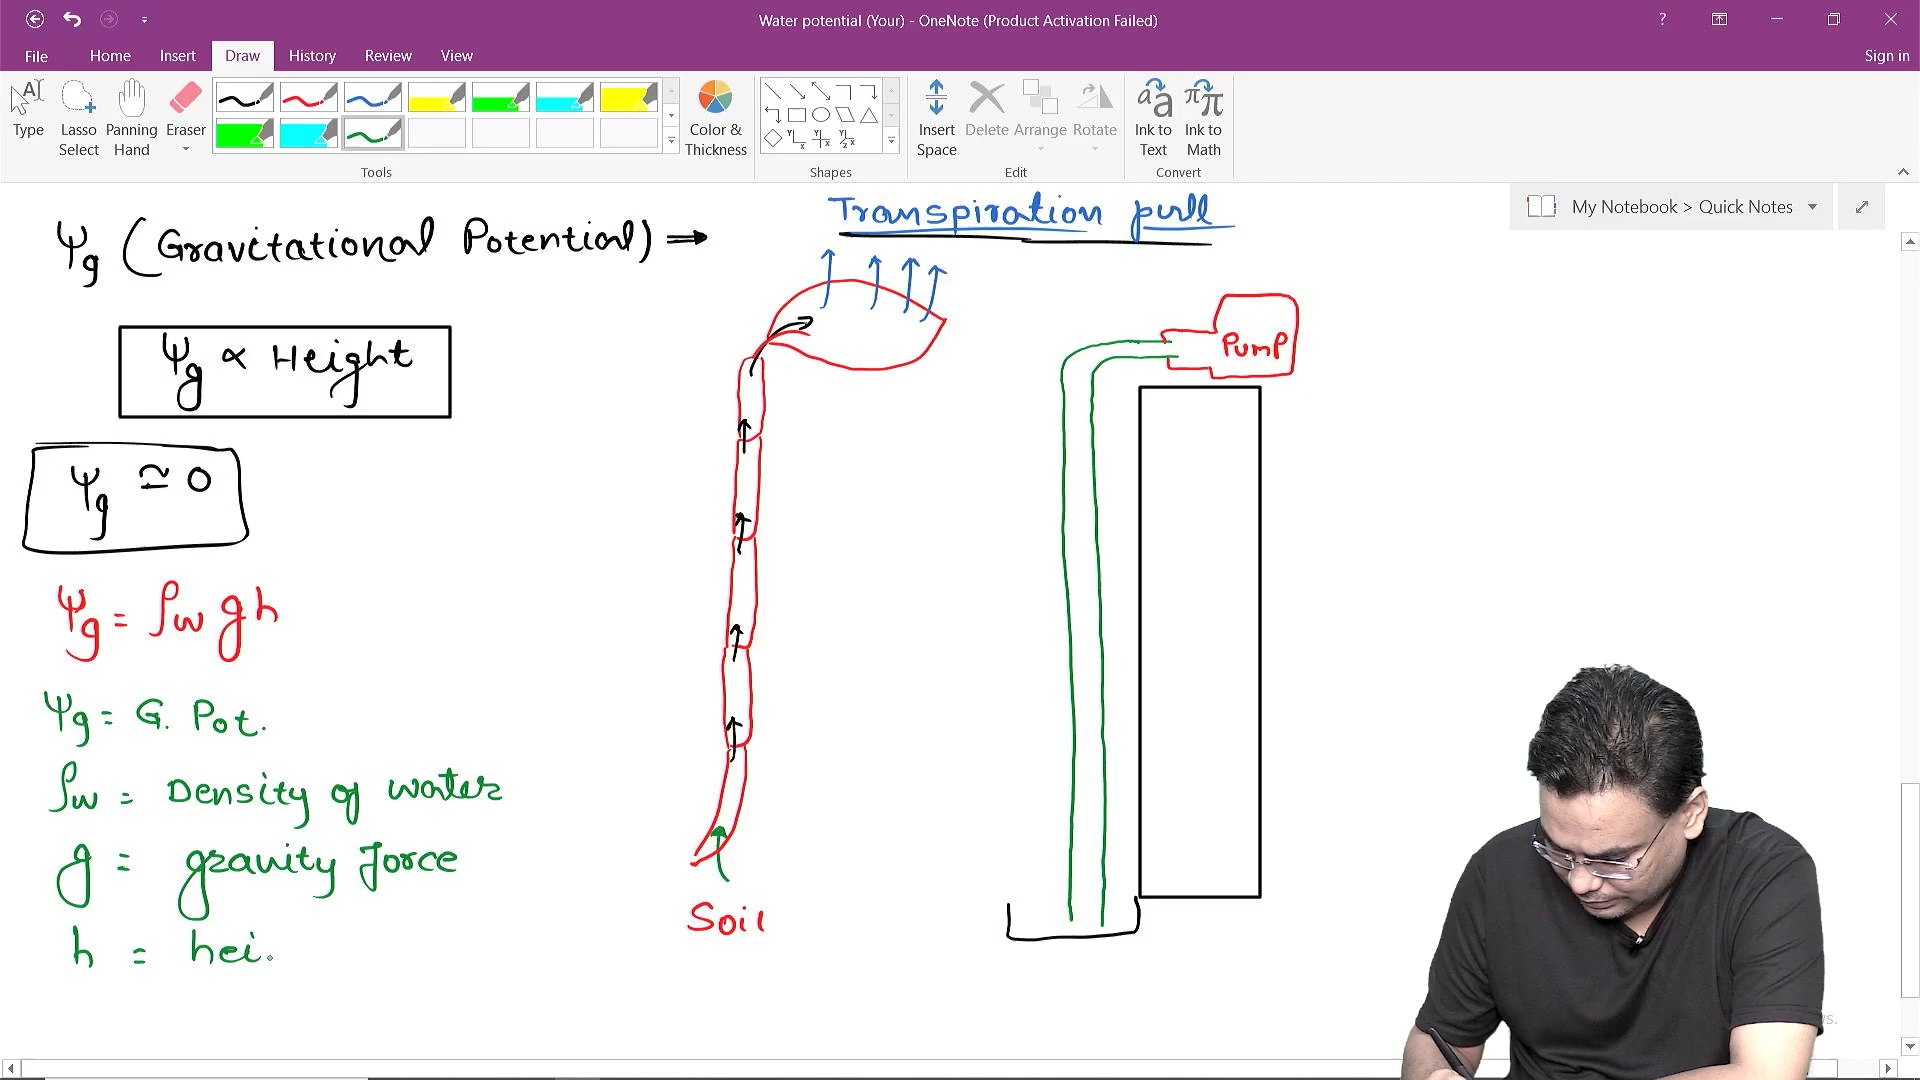 Water potential (Your) - OneNote (Product Activation Failed)
?
File Home Insert Draw History Review View
Sign in
Type
Lasso Select
Panning Hand
Eraser
Color & Thickness
Insert Space
Delete
Arrange
Rotate
Ink to Text
Ink to Math
Tools
Shapes
Edit
Convert
My Notebook > Quick Notes
Transpiration pull
Ψg (Gravitational Potential) ⇒
Ψg ∝ Height
Pump
Ψg ≅ 0
Ψg = ρw gh
Ψg = G. Pot.
ρw = Density of water
g = gravity force
h = hei
Soil